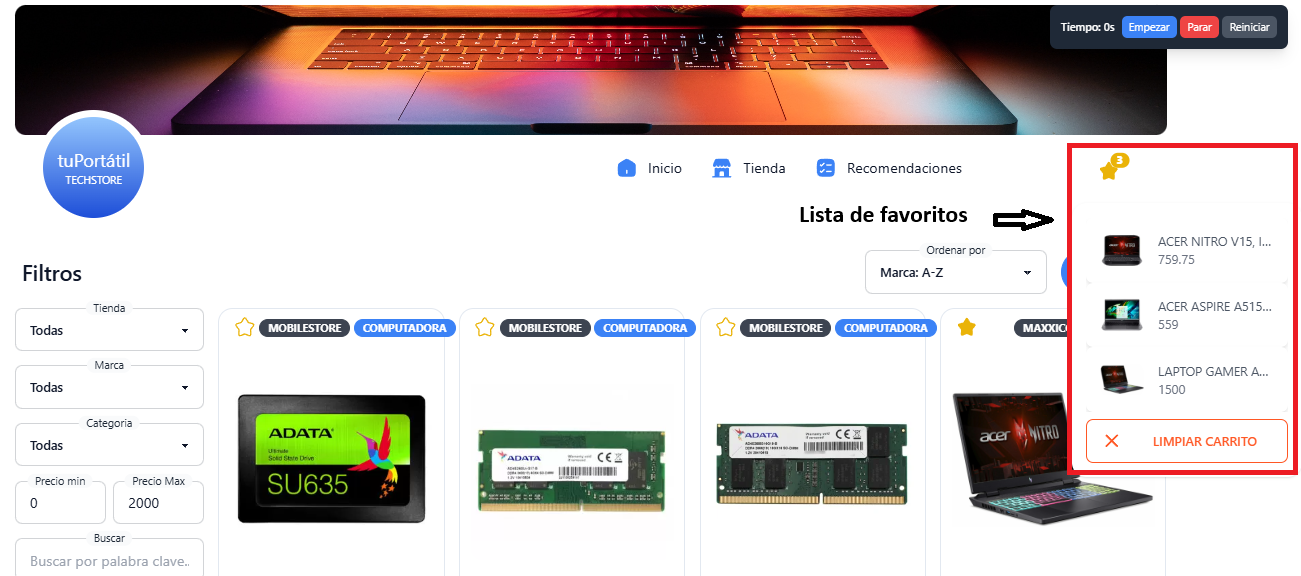 Tiempo: 0s Empezar Parar Reiniciar
tuPortátil
TECHSTORE
Inicio Tienda Recomendaciones
3
Lista de favoritos
ACER NITRO V15, I...
759.75
ACER ASPIRE A515...
559
LAPTOP GAMER A...
1500
LIMPIAR CARRITO
Filtros
Ordenar por
Marca: A-Z
Tienda
Todas
Marca
Todas
Categoria
Todas
Precio min
0
Precio Max
2000
Buscar
Buscar por palabra clave..
MOBILESTORE COMPUTADORA
ADATA
Ultimate
Solid State Drive
SU635
MOBILESTORE COMPUTADORA
ADATA
MOBILESTORE COMPUTADORA
ADATA
MAXXICO
acer NITRO